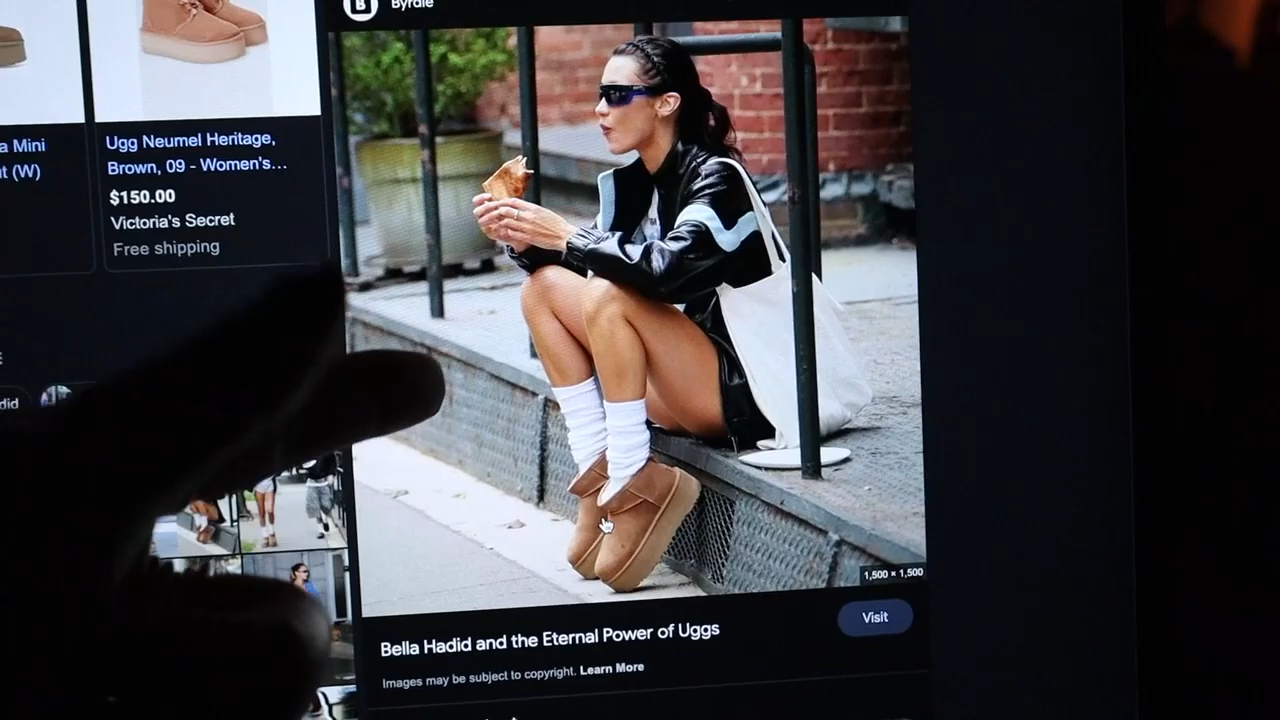 B
Byrdie
a Mini
t (W)
Ugg Neumel Heritage,
Brown, 09 - Women's...
$150.00
Victoria's Secret
Free shipping
did
1,500 × 1,500
Bella Hadid and the Eternal Power of Uggs
Visit
Images may be subject to copyright. Learn More